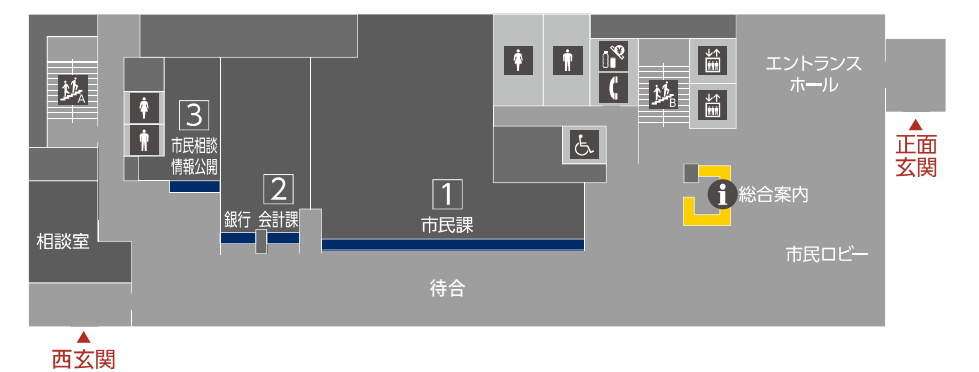 エントランス
ホール
正面
玄関
A
B
3
市民相談
情報公開
2
銀行 会計課
1
市民課
i 総合案内
相談室
市民ロビー
待合
西玄関